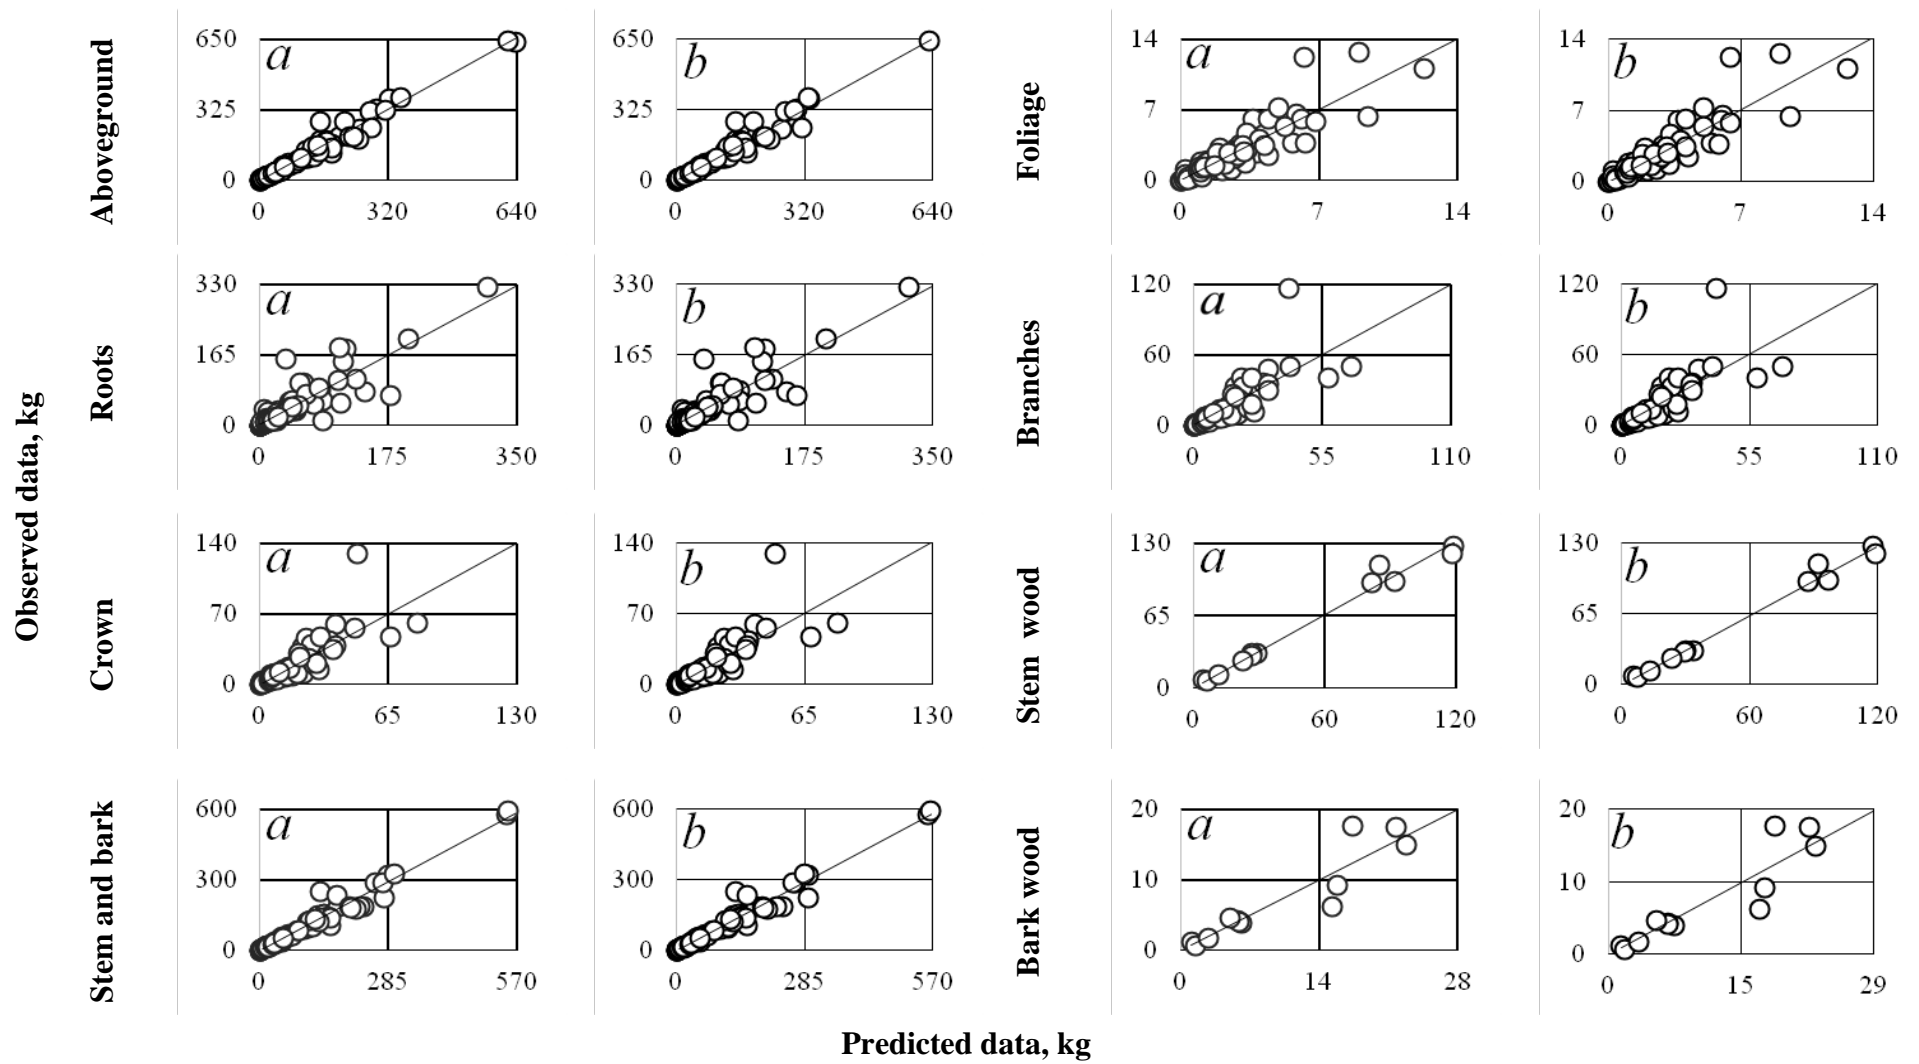 Observed data, kg
Aboveground
650
325
0
a
0 320 640
650
325
0
b
0 320 640
Foliage
14
7
0
a
0 7 14
14
7
0
b
0 7 14
Roots
330
165
0
a
0 175 350
330
165
0
b
0 175 350
Branches
120
60
0
a
0 55 110
120
60
0
b
0 55 110
Crown
140
70
0
a
0 65 130
140
70
0
b
0 65 130
Stem wood
130
65
0
a
0 60 120
130
65
0
b
0 60 120
Stem and bark
600
300
0
a
0 285 570
600
300
0
b
0 285 570
Bark wood
20
10
0
a
0 14 28
20
10
0
b
0 15 29
Predicted data, kg